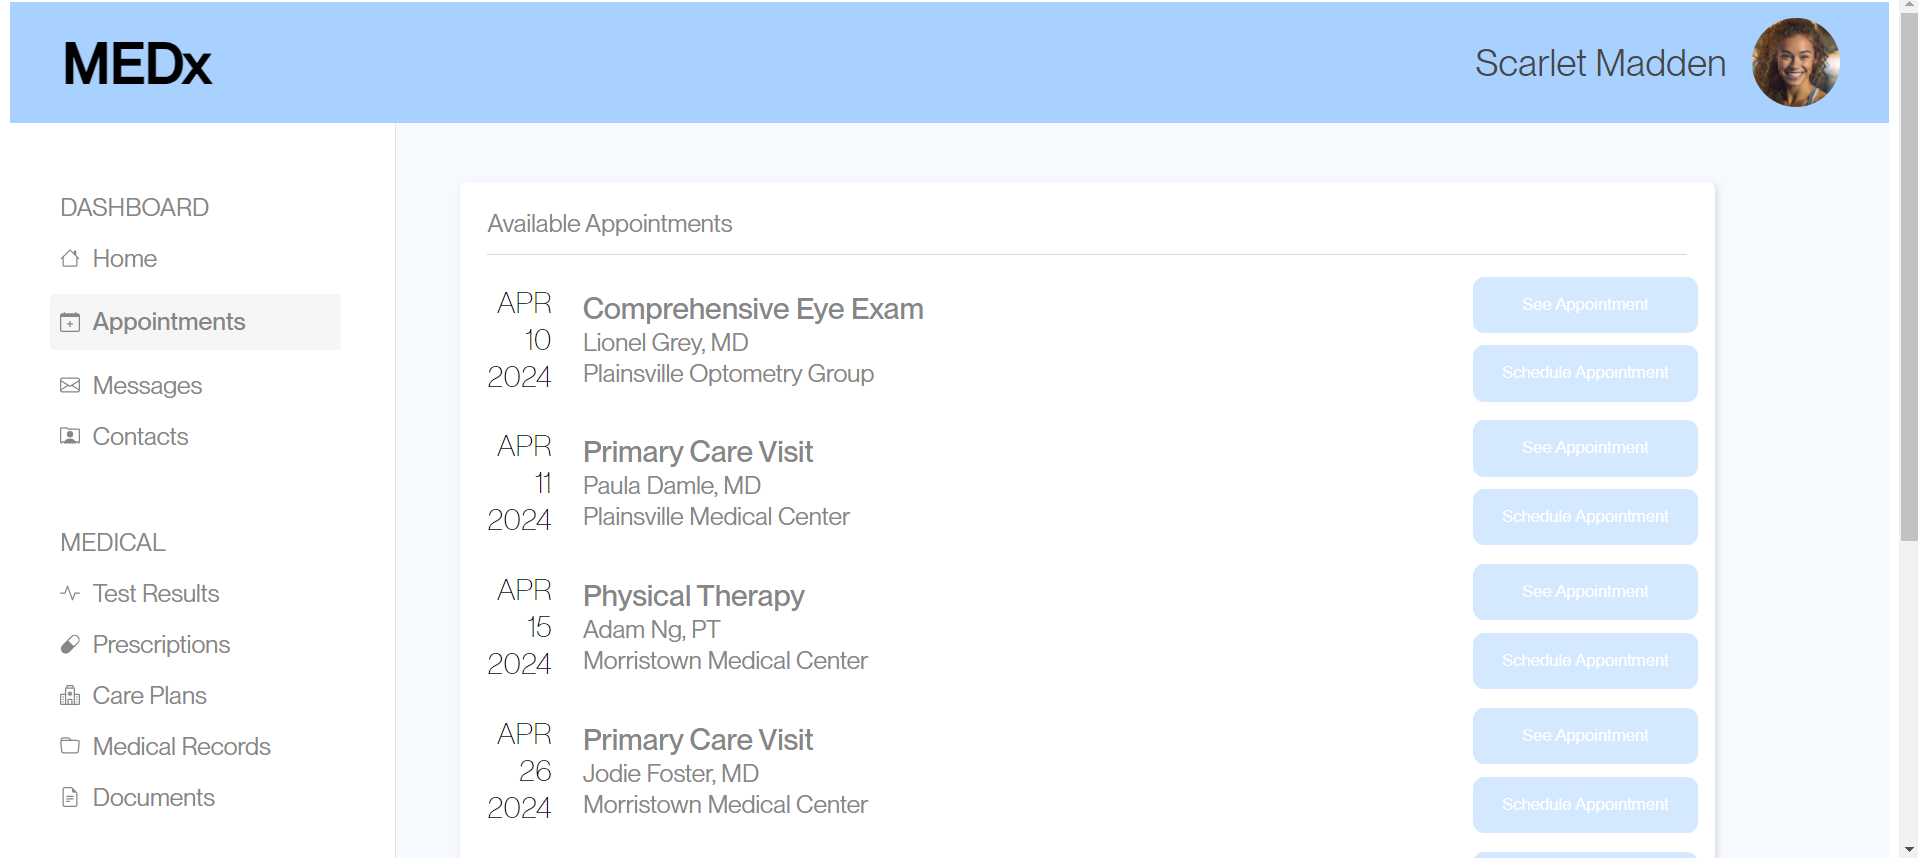 MEDx
Scarlet Madden
DASHBOARD
Home
Appointments
Messages
Contacts
MEDICAL
Test Results
Prescriptions
Care Plans
Medical Records
Documents
Available Appointments
APR
10
2024
Comprehensive Eye Exam
Lionel Grey, MD
Plainsville Optometry Group
See Appointment
Schedule Appointment
APR
11
2024
Primary Care Visit
Paula Damle, MD
Plainsville Medical Center
See Appointment
Schedule Appointment
APR
15
2024
Physical Therapy
Adam Ng, PT
Morristown Medical Center
See Appointment
Schedule Appointment
APR
26
2024
Primary Care Visit
Jodie Foster, MD
Morristown Medical Center
See Appointment
Schedule Appointment